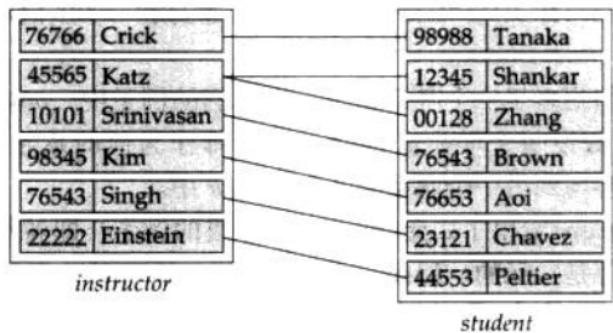 76766 Crick
45565 Katz
10101 Srinivasan
98345 Kim
76543 Singh
22222 Einstein
instructor
98988 Tanaka
12345 Shankar
00128 Zhang
76543 Brown
76653 Aoi
23121 Chavez
44553 Peltier
student